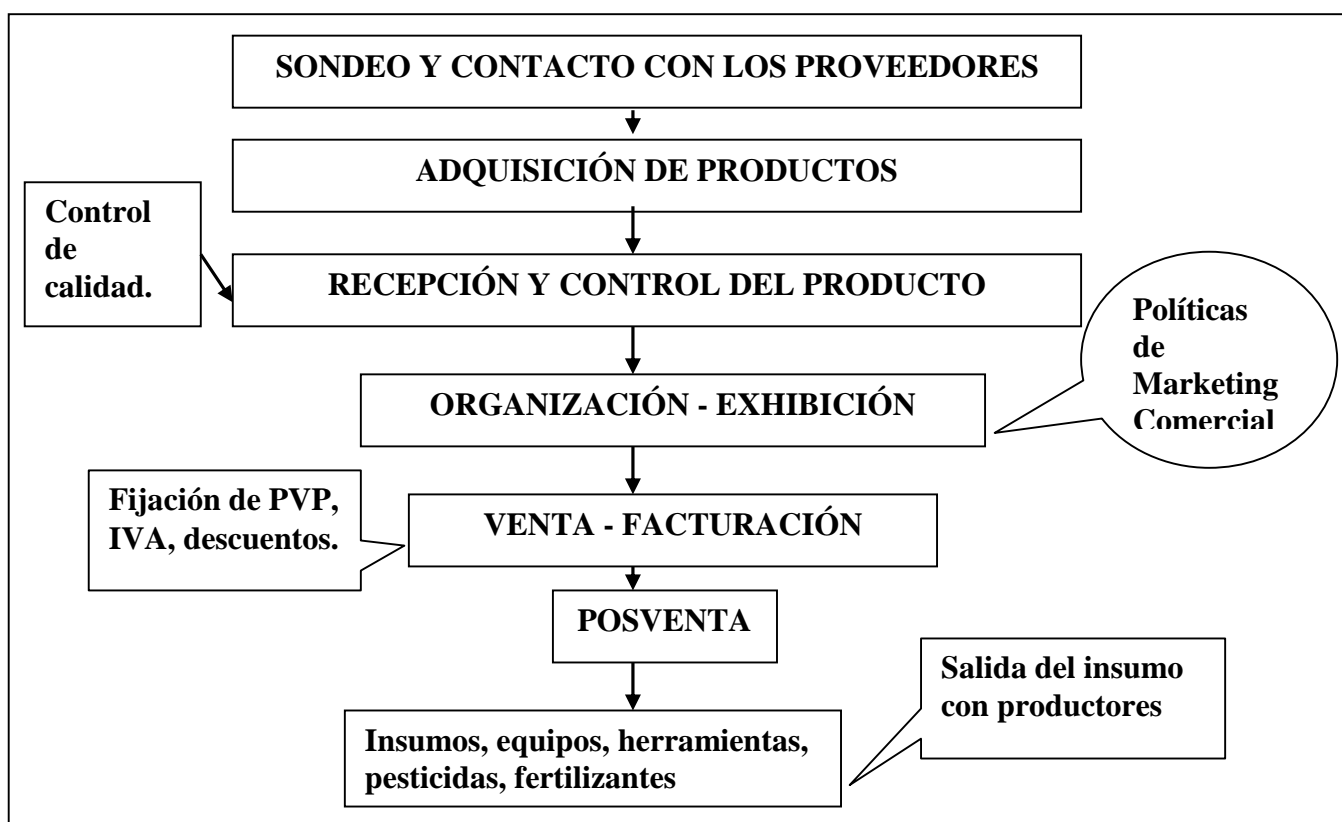 SONDEO Y CONTACTO CON LOS PROVEEDORES
ADQUISICIÓN DE PRODUCTOS
Control
de
calidad.
RECEPCIÓN Y CONTROL DEL PRODUCTO
Políticas
de
Marketing
Comercial
ORGANIZACIÓN - EXHIBICIÓN
Fijación de PVP,
IVA, descuentos.
VENTA - FACTURACIÓN
POSVENTA
Salida del insumo
con productores
Insumos, equipos, herramientas,
pesticidas, fertilizantes